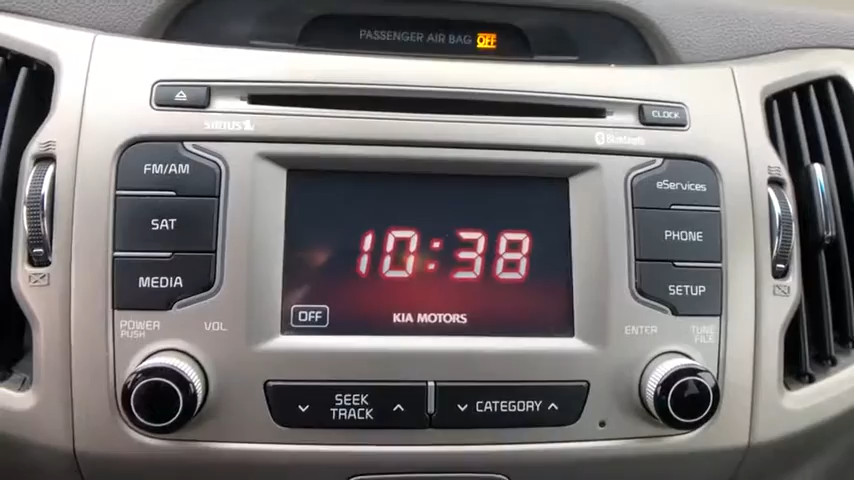 PASSENGER AIR BAG OFF
SIRIUS
CLOCK
Bluetooth
FM/AM
SAT
MEDIA
10:38
OFF
KIA MOTORS
eServices
PHONE
SETUP
POWER
PUSH
VOL
ENTER
TUNE
FILE
SEEK
TRACK
CATEGORY